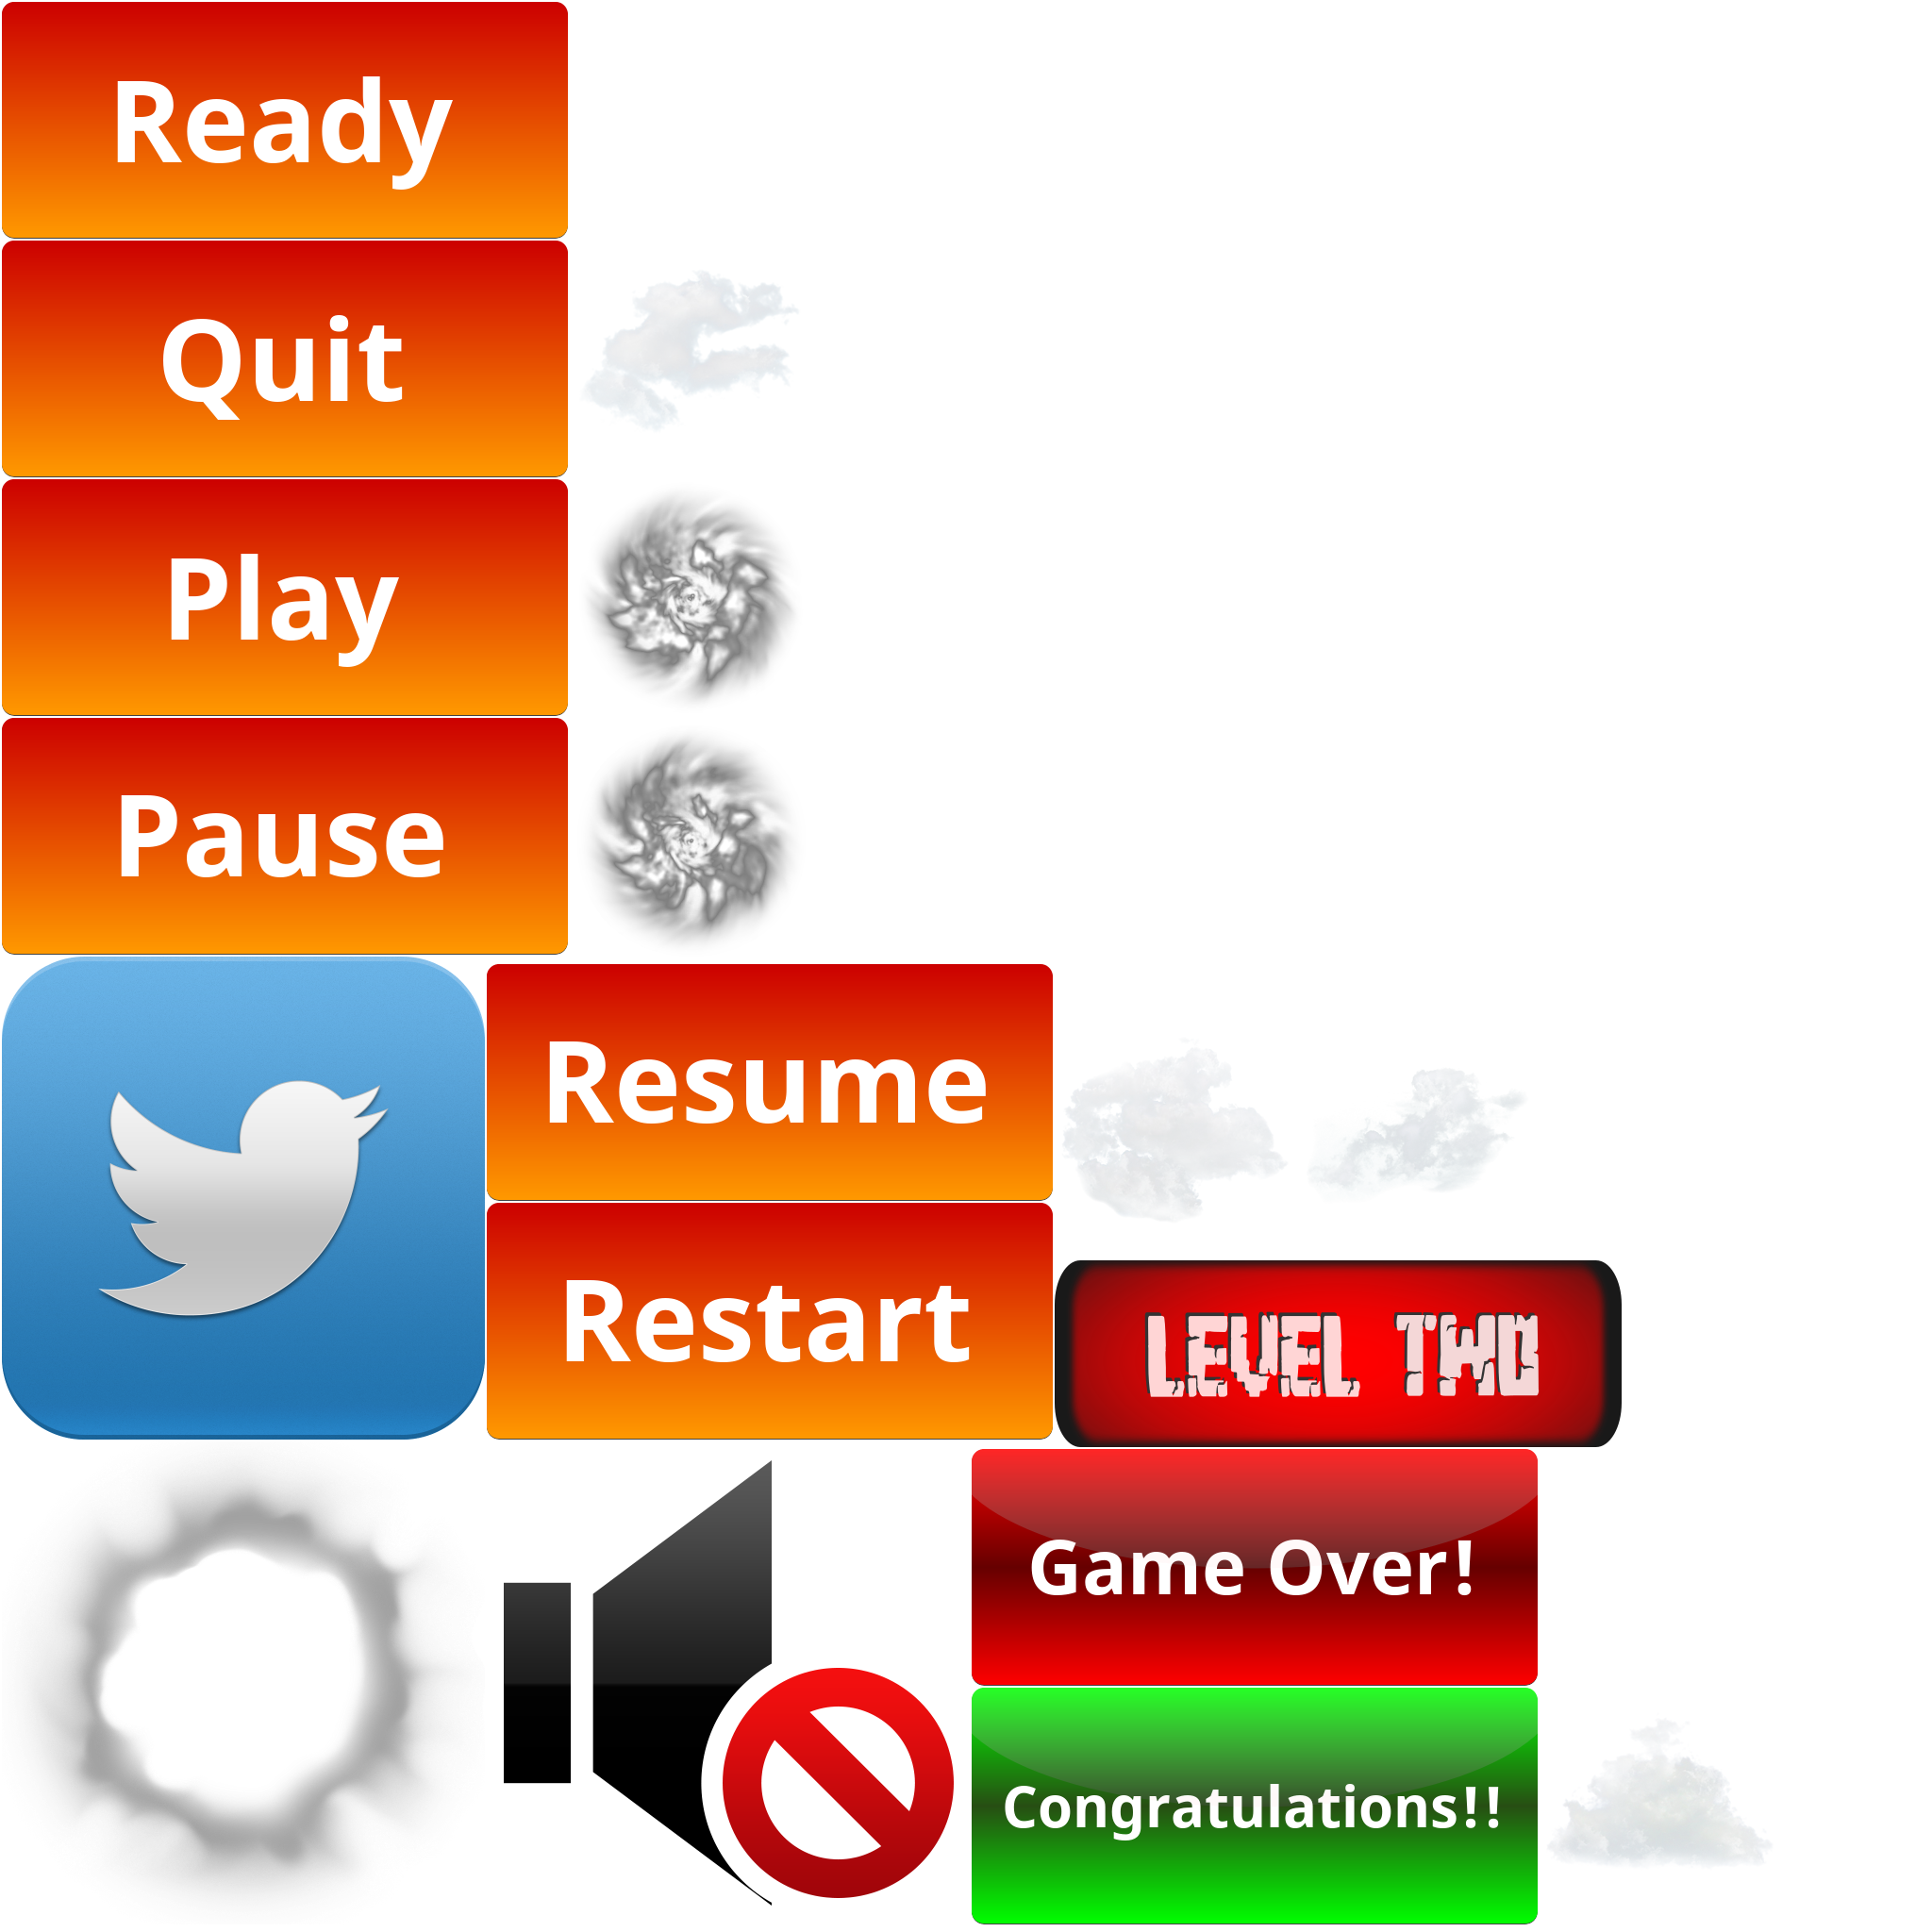 Ready
Quit
Play
Pause
Resume
Restart
LEVEL TWO
Game Over!
Congratulations!!